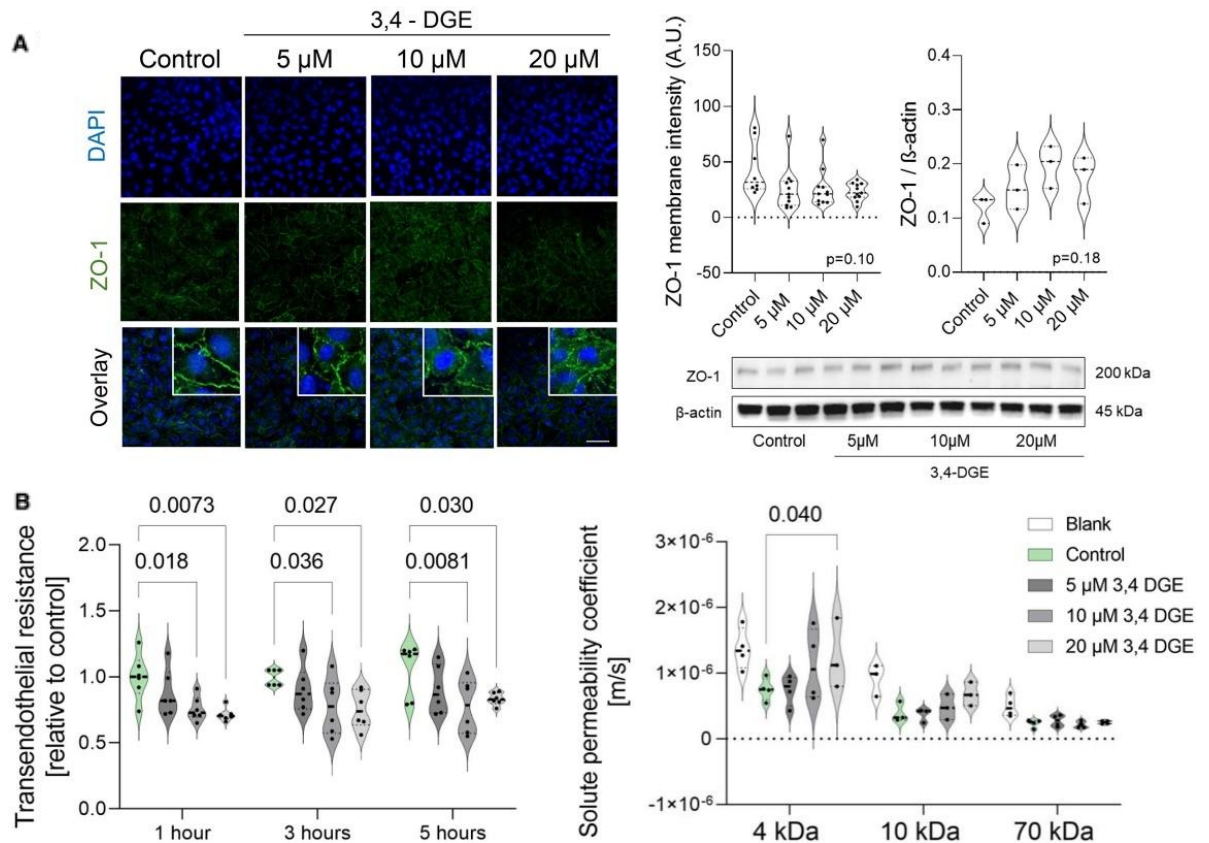 A
3,4 - DGE
Control
5 µM
10 µM
20 µM
DAPI
ZO-1
Overlay
ZO-1 membrane intensity (A.U.)
150
100
50
0
-50
p=0.10
Control
5 µM
10 µM
20 µM
ZO-1 / ß-actin
0.4
0.3
0.2
0.1
0.0
p=0.18
Control
5 µM
10 µM
20 µM
ZO-1
200 kDa
β-actin
45 kDa
Control
5µM
10µM
20µM
3,4-DGE
B
Transendothelial resistance
[relative to control]
2.0
1.5
1.0
0.5
0.0
0.0073
0.018
0.027
0.036
0.030
0.0081
1 hour
3 hours
5 hours
Solute permeability coefficient
[m/s]
3×10⁻⁶
2×10⁻⁶
1×10⁻⁶
0
-1×10⁻⁶
0.040
4 kDa
10 kDa
70 kDa
Blank
Control
5 µM 3,4 DGE
10 µM 3,4 DGE
20 µM 3,4 DGE